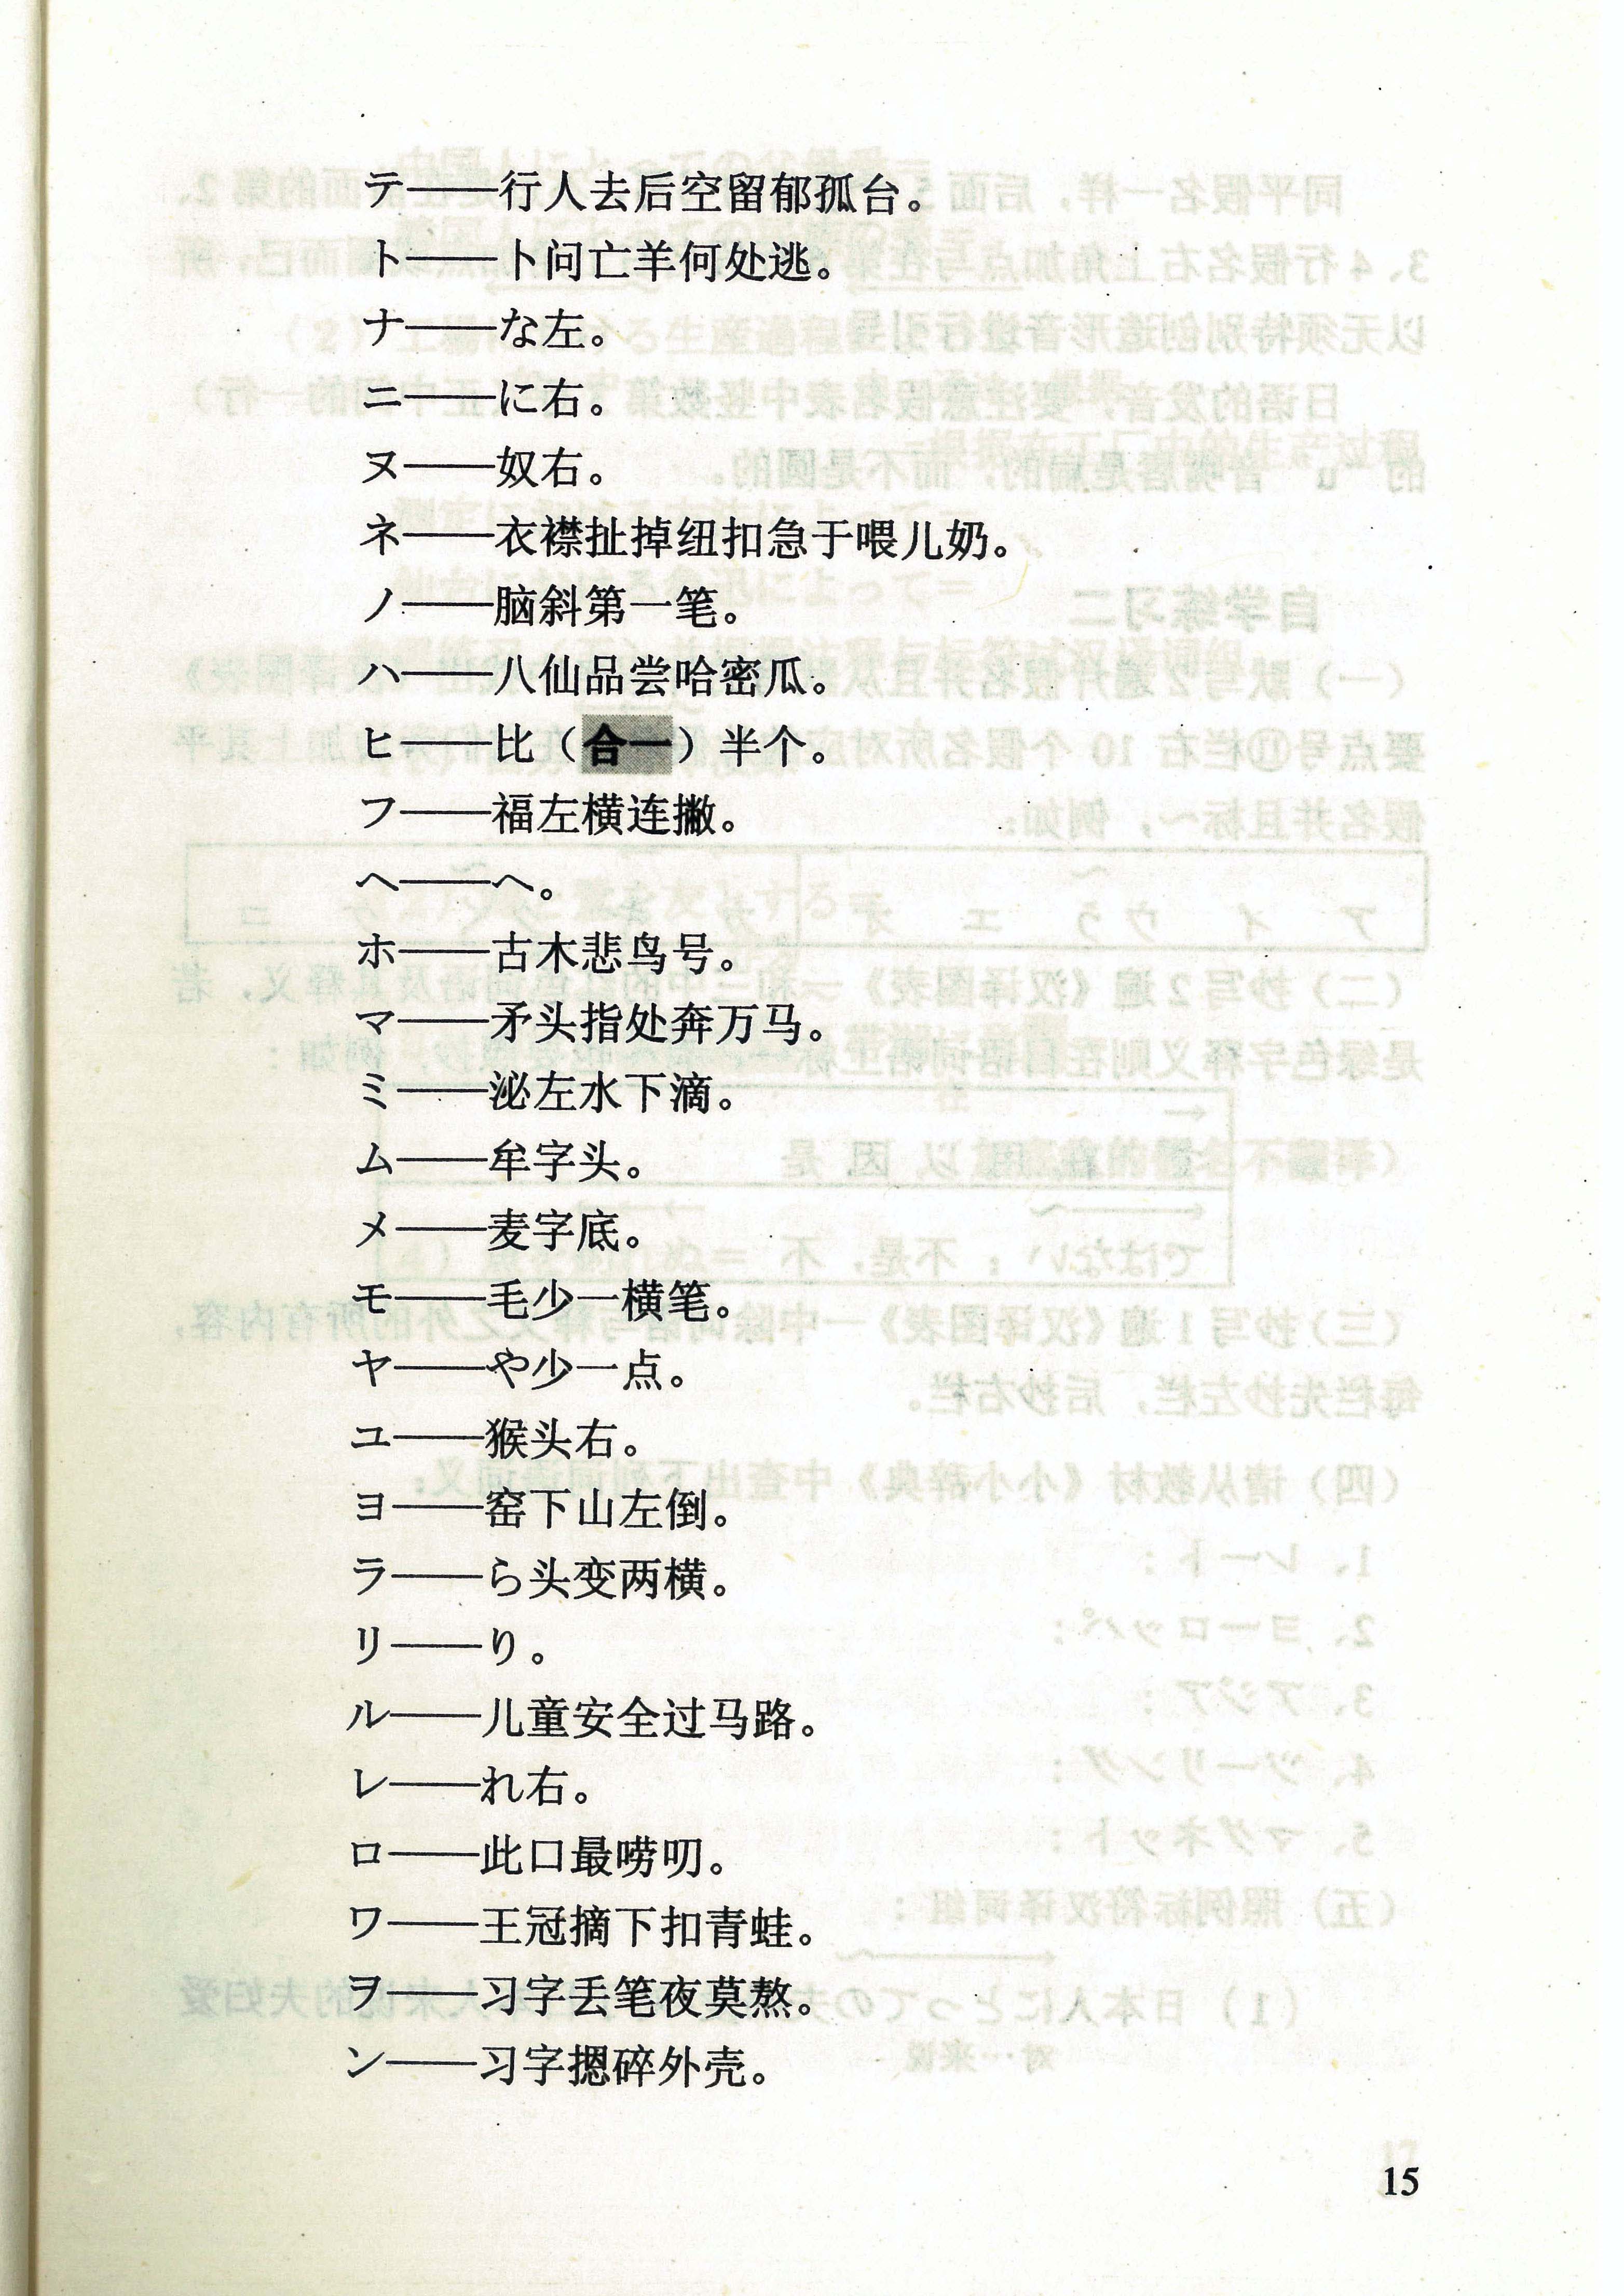 テ——行人去后空留郁孤台。
ト——卜问亡羊何处逃。
ナ——な左。
ニ——に右。
ヌ——奴右。
ネ——衣襟扯掉纽扣急于喂儿奶。
ノ——脑斜第一笔。
ハ——八仙品尝哈密瓜。
ヒ——比（合一）半个。
フ——福左横连撇。
ヘ——へ。
ホ——古木悲鸟号。
マ——矛头指处奔万马。
ミ——泌左水下滴。
ム——牟字头。
メ——麦字底。
モ——毛少一横笔。
ヤ——や少一点。
ユ——猴头右。
ヨ——窑下山左倒。
ラ——ら头变两横。
リ——り。
ル——儿童安全过马路。
レ——れ右。
ロ——此口最唠叨。
ワ——王冠摘下扣青蛙。
ヲ——习字丢笔夜莫熬。
ン——习字摁碎外壳。
15